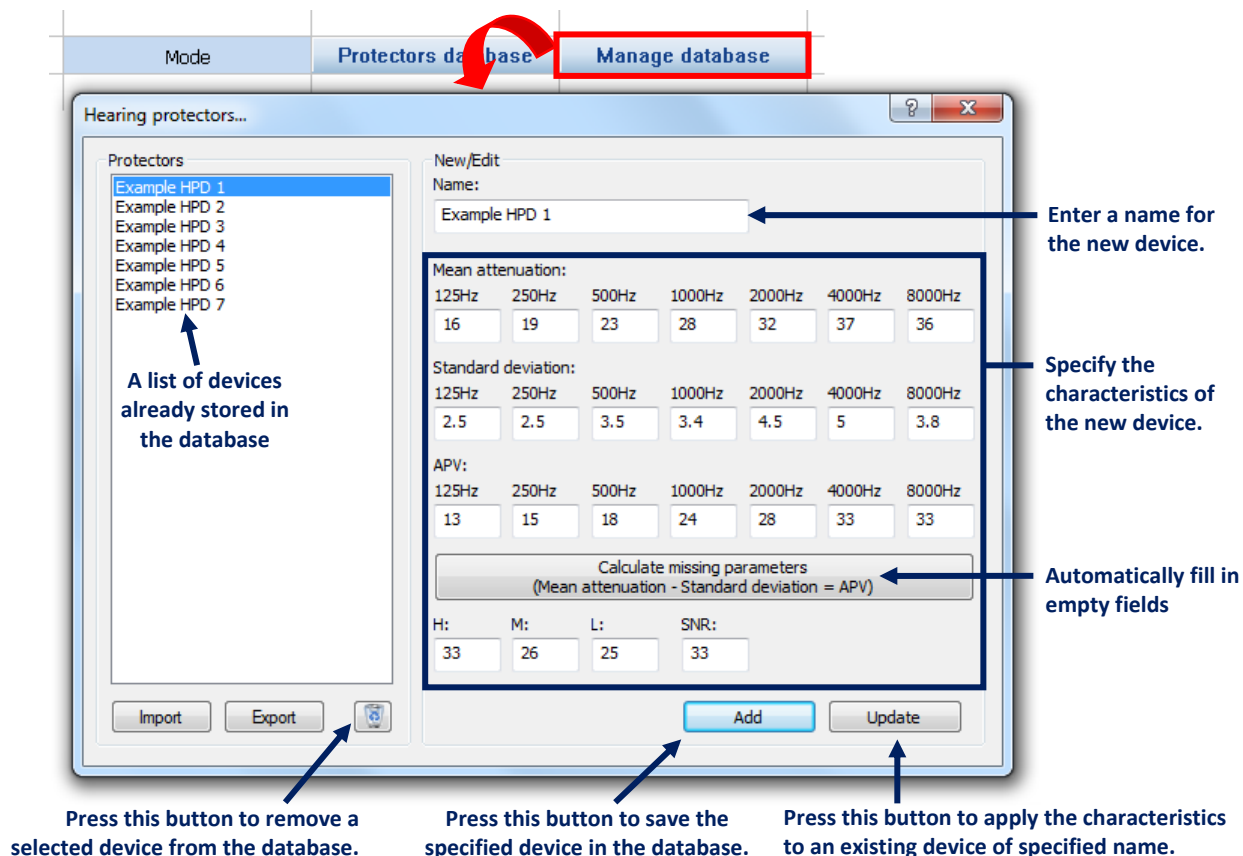 Mode Protectors database Manage database
Hearing protectors...
Protectors
Example HPD 1
Example HPD 2
Example HPD 3
Example HPD 4
Example HPD 5
Example HPD 6
Example HPD 7
A list of devices
already stored in
the database
Import Export
New/Edit
Name:
Example HPD 1
Enter a name for
the new device.
Mean attenuation:
125Hz 250Hz 500Hz 1000Hz 2000Hz 4000Hz 8000Hz
16 19 23 28 32 37 36
Standard deviation:
125Hz 250Hz 500Hz 1000Hz 2000Hz 4000Hz 8000Hz
2.5 2.5 3.5 3.4 4.5 5 3.8
APV:
125Hz 250Hz 500Hz 1000Hz 2000Hz 4000Hz 8000Hz
13 15 18 24 28 33 33
Specify the
characteristics of
the new device.
Calculate missing parameters
(Mean attenuation - Standard deviation = APV)
Automatically fill in
empty fields
H: M: L: SNR:
33 26 25 33
Add Update
Press this button to remove a
selected device from the database.
Press this button to save the
specified device in the database.
Press this button to apply the characteristics
to an existing device of specified name.